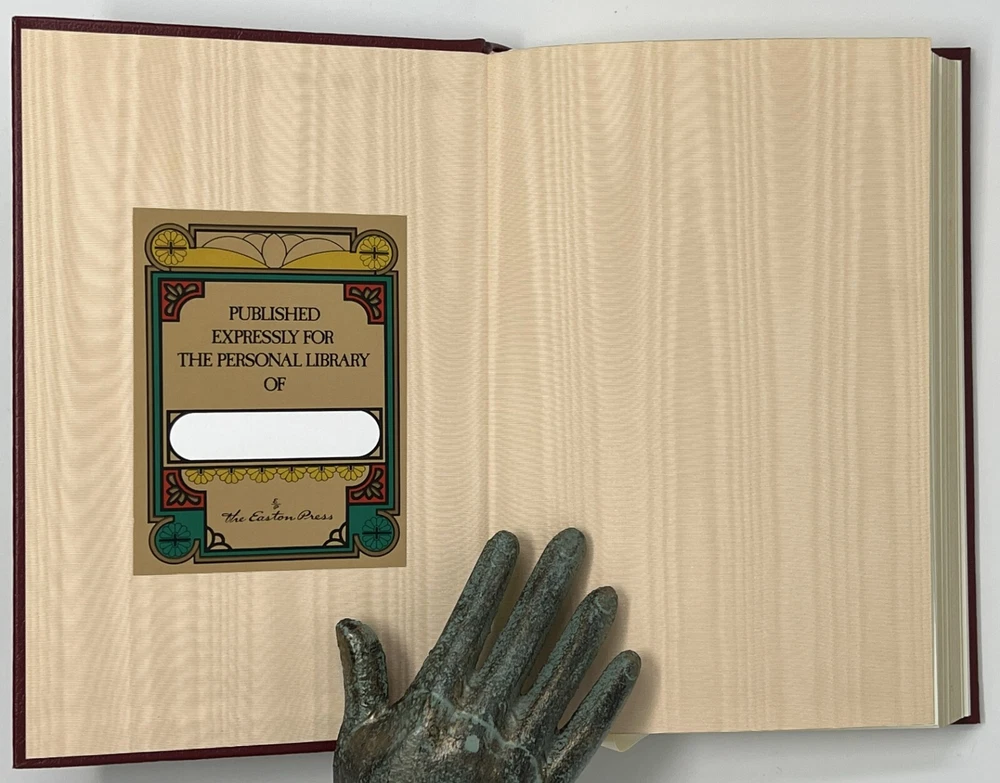 PUBLISHED
EXPRESSLY FOR
THE PERSONAL LIBRARY
OF
The Easton Press